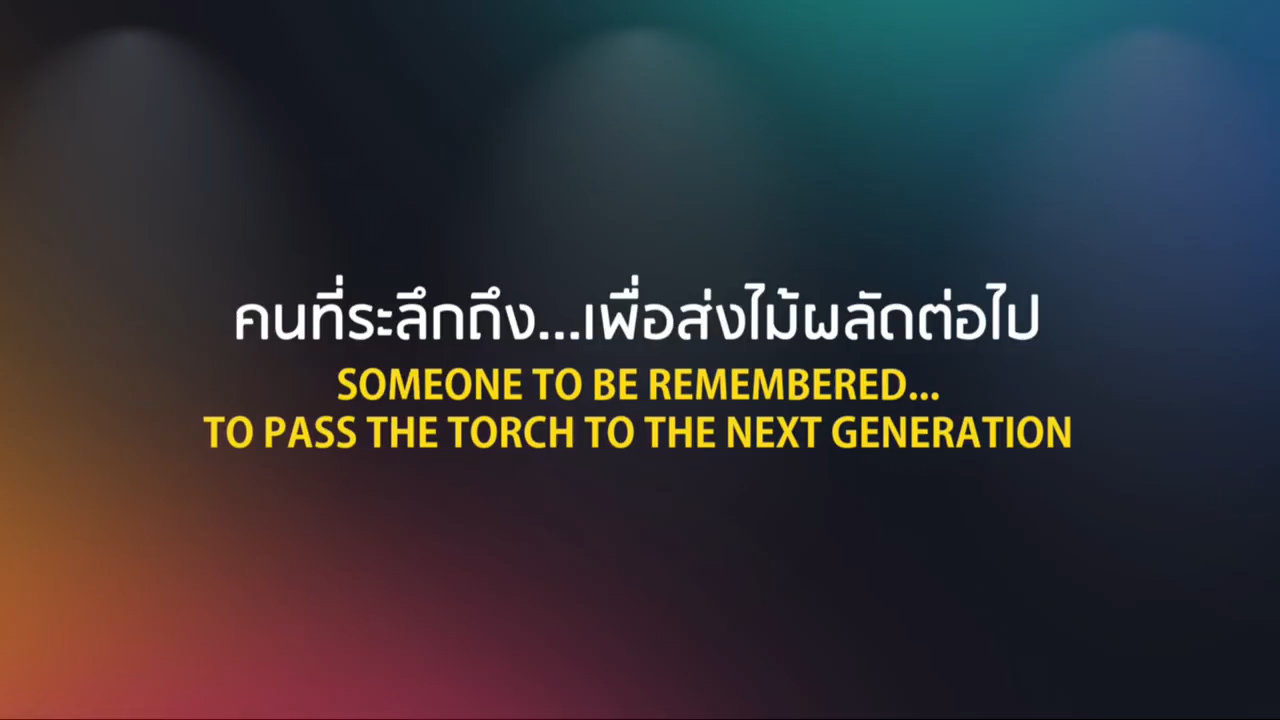 คนที่ระลึกถึง...เพื่อส่งไม้ผลัดต่อไป
SOMEONE TO BE REMEMBERED...
TO PASS THE TORCH TO THE NEXT GENERATION